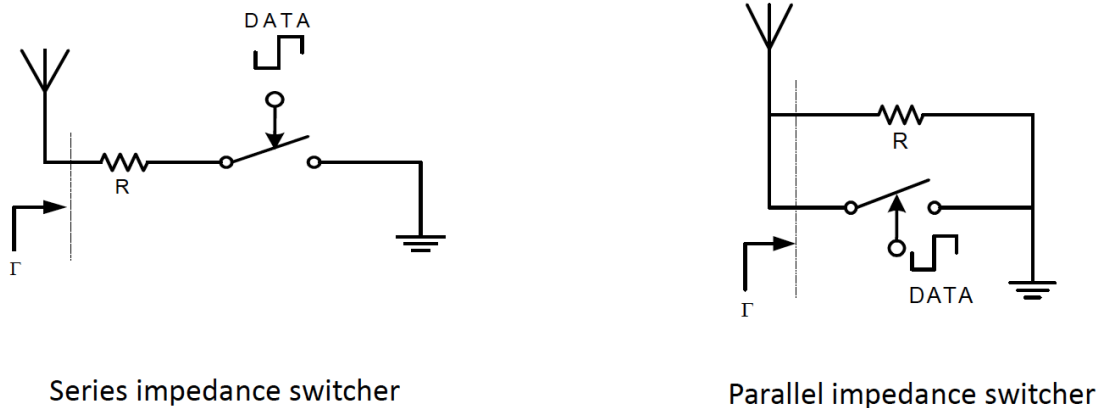 DATA
R
Γ
Series impedance switcher
R
DATA
Γ
Parallel impedance switcher